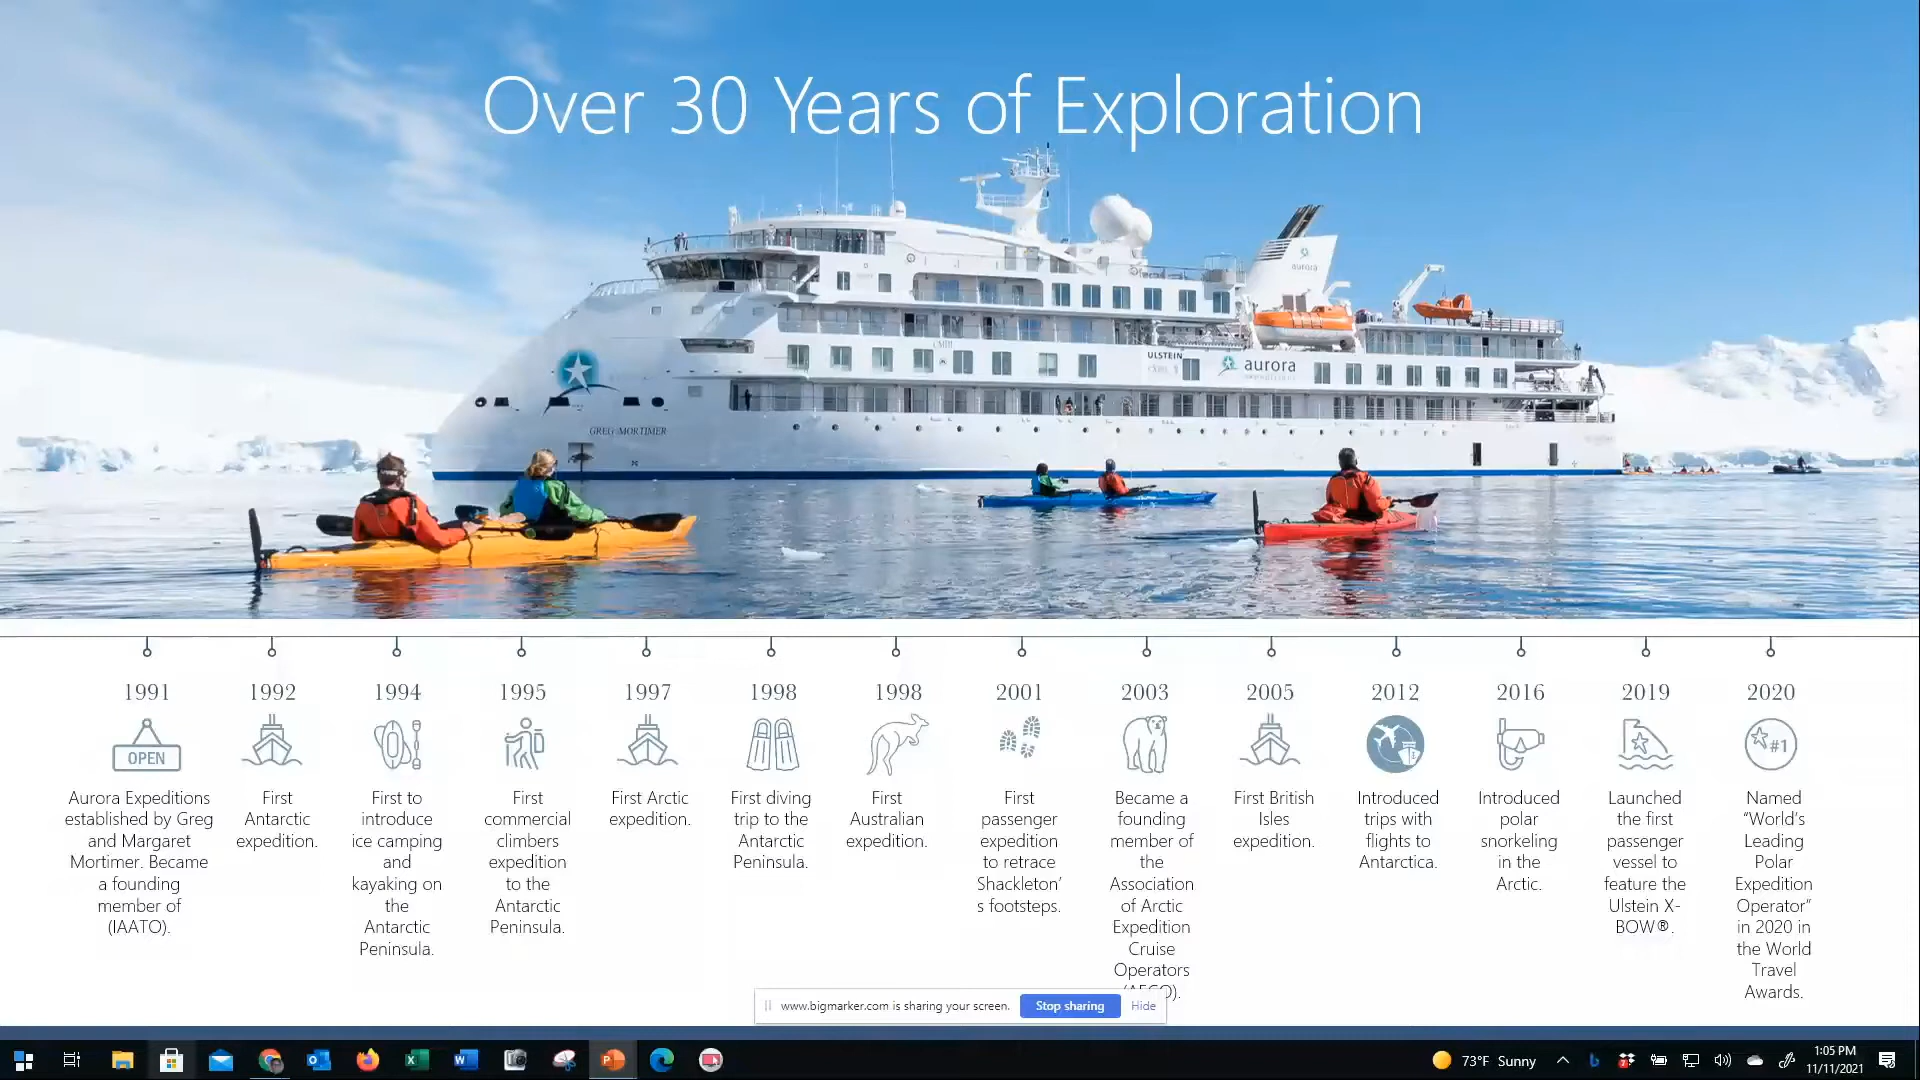 Over 30 Years of Exploration
aurora
ULSTEIN
aurora
GREG MORTIMER
1991
OPEN
Aurora Expeditions
established by Greg
and Margaret
Mortimer. Became
a founding
member of
(IAATO).
1992
First
Antarctic
expedition.
1994
First to
introduce
ice camping
and
kayaking on
the
Antarctic
Peninsula.
1995
First
commercial
climbers
expedition
to the
Antarctic
Peninsula.
1997
First Arctic
expedition.
1998
First diving
trip to the
Antarctic
Peninsula.
1998
First
Australian
expedition.
2001
First
passenger
expedition
to retrace
Shackleton’
s footsteps.
2003
Became a
founding
member of
the
Association
of Arctic
Expedition
Cruise
Operators
(AECO).
2005
First British
Isles
expedition.
2012
Introduced
trips with
flights to
Antarctica.
2016
Introduced
polar
snorkeling
in the
Arctic.
2019
Launched
the first
passenger
vessel to
feature the
Ulstein X-
BOW®.
2020
#1
Named
“World’s
Leading
Polar
Expedition
Operator”
in 2020 in
the World
Travel
Awards.
www.bigmarker.com is sharing your screen. Stop sharing Hide
73°F Sunny
1:05 PM
11/11/2021